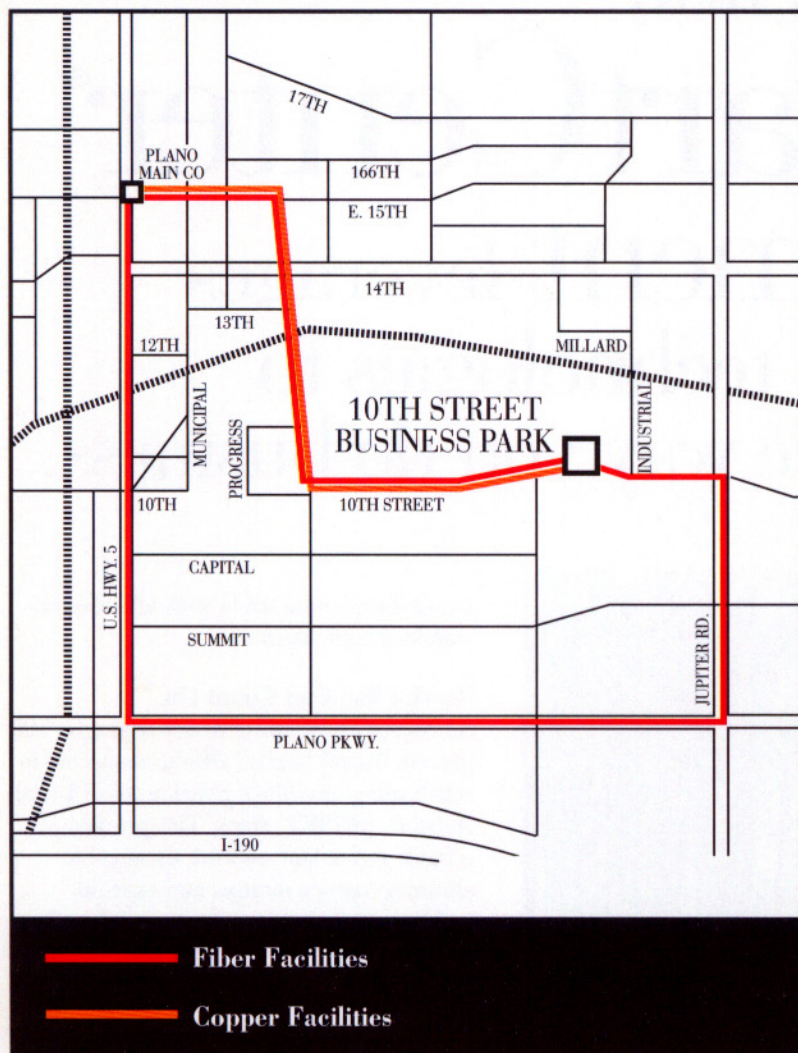 17TH
PLANO
MAIN CO
166TH
E. 15TH
14TH
13TH
12TH
MILLARD
MUNICIPAL
PROGRESS
INDUSTRIAL
10TH STREET
BUSINESS PARK
10TH
10TH STREET
U.S. HWY. 5
CAPITAL
SUMMIT
JUPITER RD.
PLANO PKWY.
I-190
Fiber Facilities
Copper Facilities